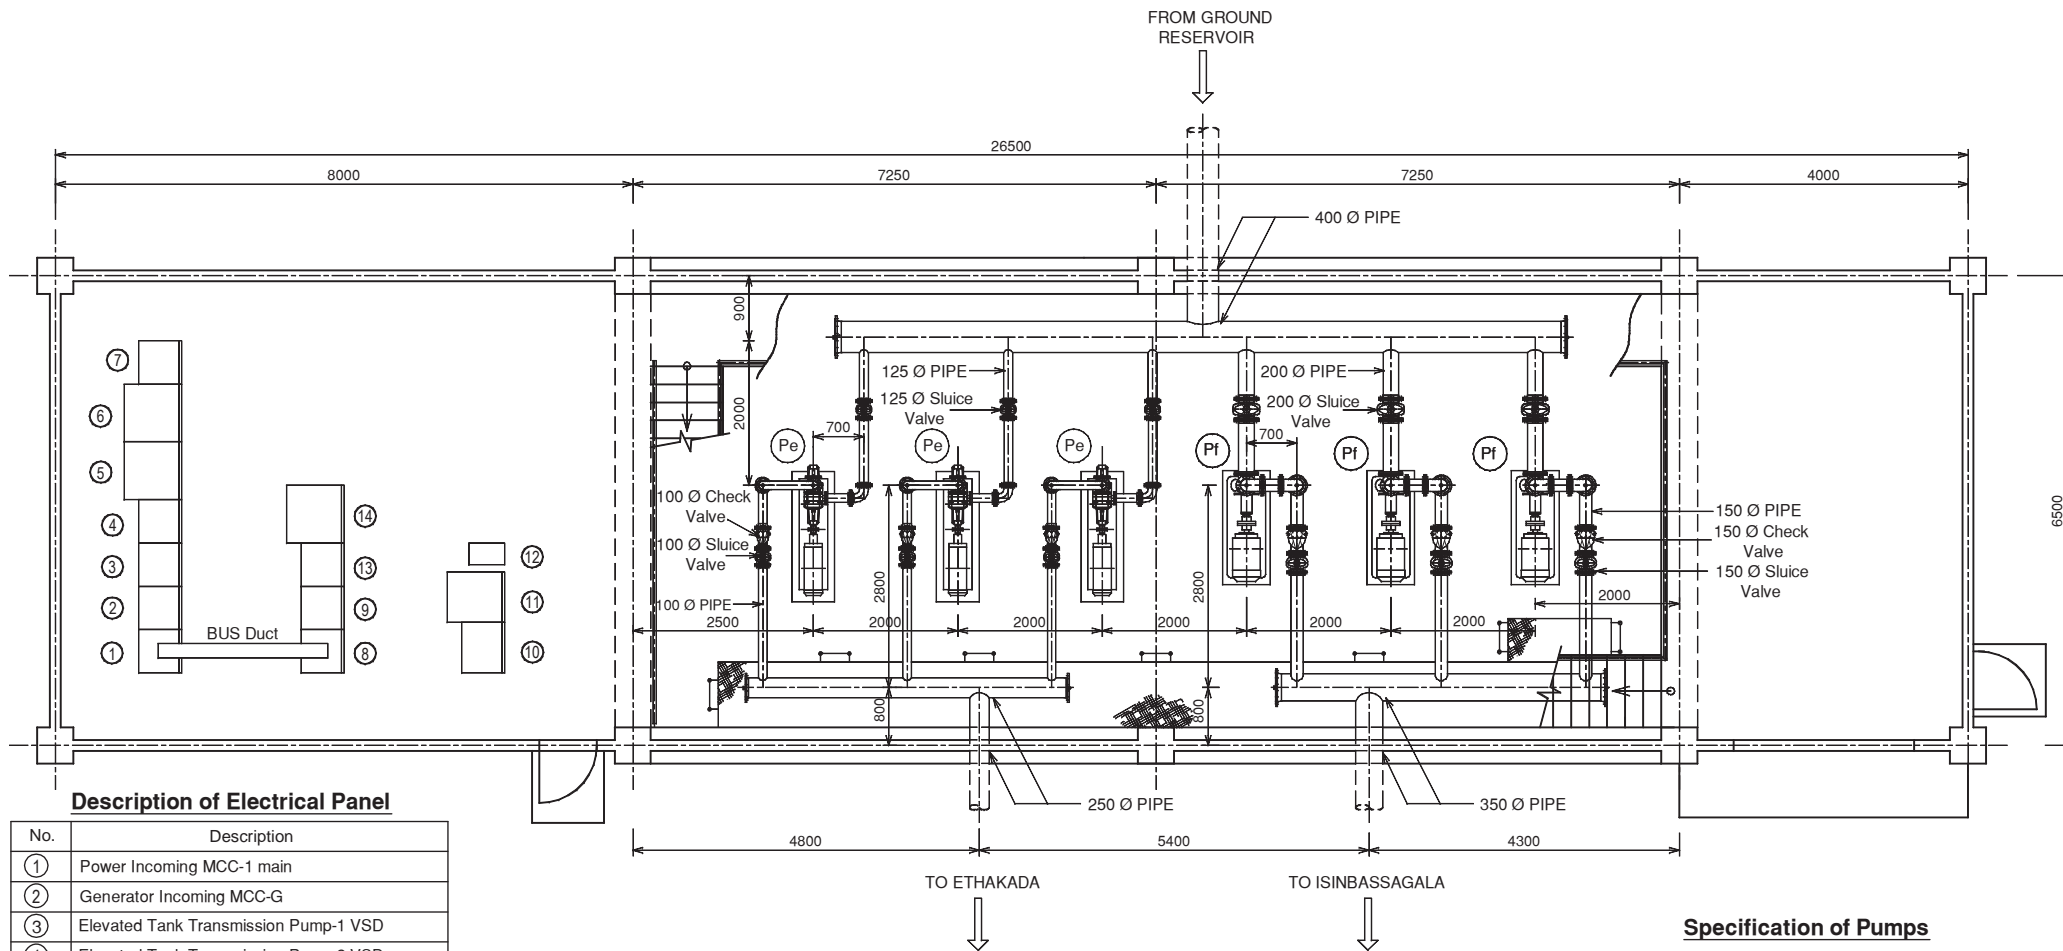 FROM GROUND
RESERVOIR
26500
8000
7250
7250
4000
400 Ø PIPE
900
2000
125 Ø PIPE
125 Ø Sluice
Valve
200 Ø PIPE
200 Ø Sluice
Valve
700
700
Pe
Pe
Pe
Pf
Pf
Pf
7
6
5
4
3
2
1
14
13
9
8
12
11
10
BUS Duct
100 Ø Check
Valve
100 Ø Sluice
Valve
100 Ø PIPE
150 Ø PIPE
150 Ø Check
Valve
150 Ø Sluice
Valve
6500
2800
2800
2000
2500
2000
2000
2000
2000
2000
800
800
250 Ø PIPE
350 Ø PIPE
4800
5400
4300
TO ETHAKADA
TO ISINBASSAGALA
Description of Electrical Panel
No.
Description
1
Power Incoming MCC-1 main
2
Generator Incoming MCC-G
3
Elevated Tank Transmission Pump-1 VSD
Specification of Pumps